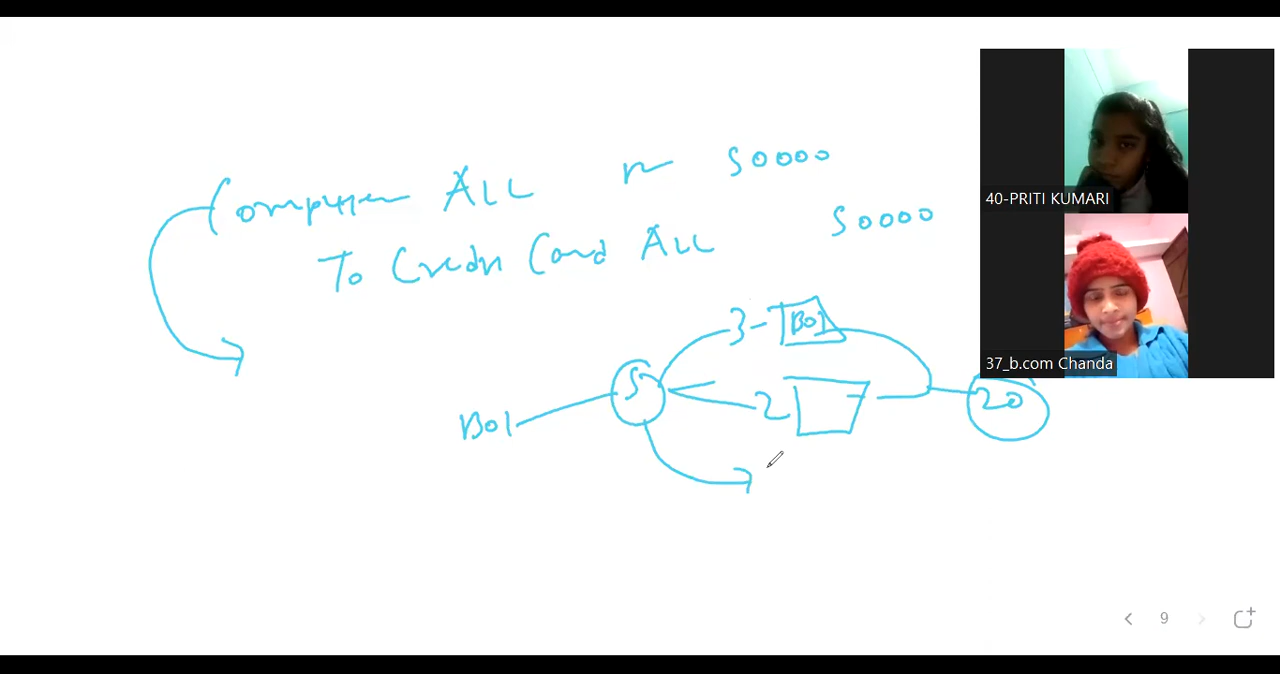 Computer A/c Dr 50000
To Credit Card A/c 50000
3- BOI
BOI 5 2 20
40-PRITI KUMARI
37_b.com Chanda
9